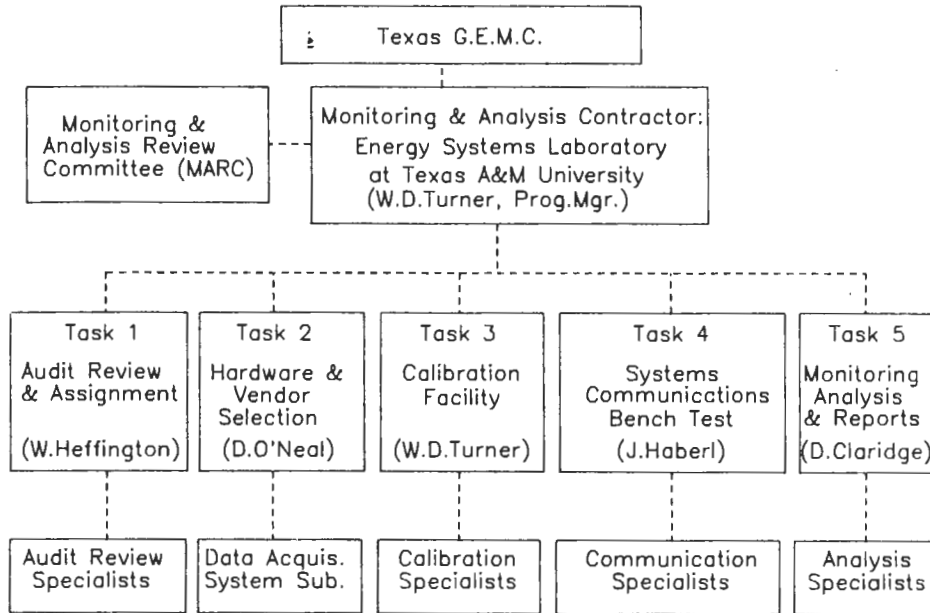 Texas G.E.M.C.
Monitoring &
Analysis Review
Committee (MARC)
Monitoring & Analysis Contractor:
Energy Systems Laboratory
at Texas A&M University
(W.D.Turner, Prog.Mgr.)
Task 1
Audit Review
& Assignment
(W.Heffington)
Task 2
Hardware &
Vendor
Selection
(D.O'Neal)
Task 3
Calibration
Facility
(W.D.Turner)
Task 4
Systems
Communications
Bench Test
(J.Haberl)
Task 5
Monitoring
Analysis
& Reports
(D.Claridge)
Audit Review
Specialists
Data Acquis.
System Sub.
Calibration
Specialists
Communication
Specialists
Analysis
Specialists